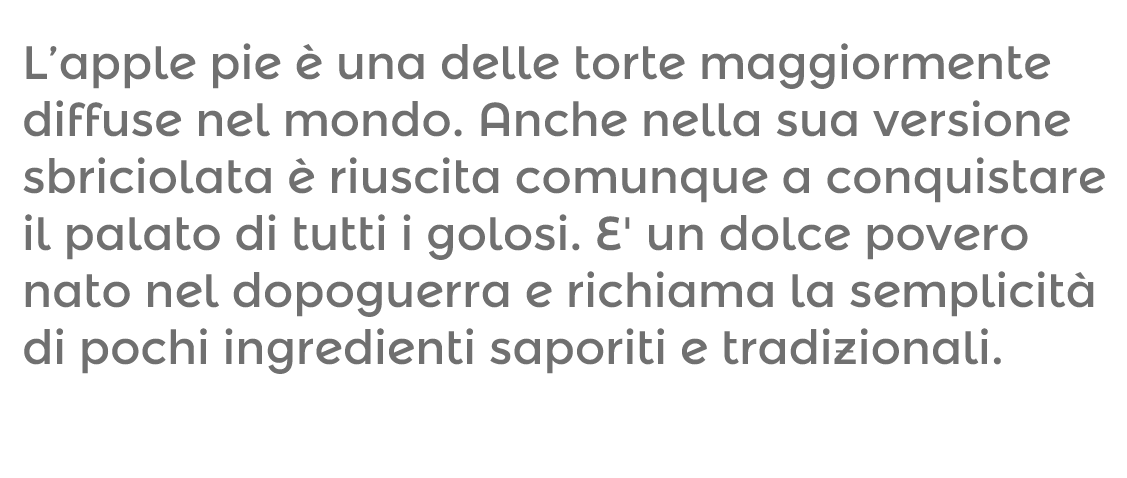 L’apple pie è una delle torte maggiormente
diffuse nel mondo. Anche nella sua versione
sbriciolata è riuscita comunque a conquistare
il palato di tutti i golosi. E' un dolce povero
nato nel dopoguerra e richiama la semplicità
di pochi ingredienti saporiti e tradizionali.